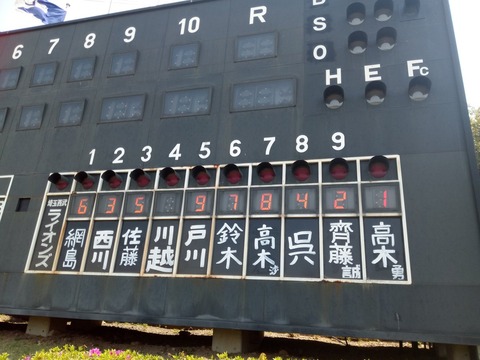 6 7 8 9 10 R
B
S
O
H E FC
1 2 3 4 5 6 7 8 9
埼玉西武
ライオンズ
6 3 5 9 7 8 4 2 1
網島
西川
佐藤
川越
戸川
鈴木
高木沙
呉
齊藤誠
高木勇